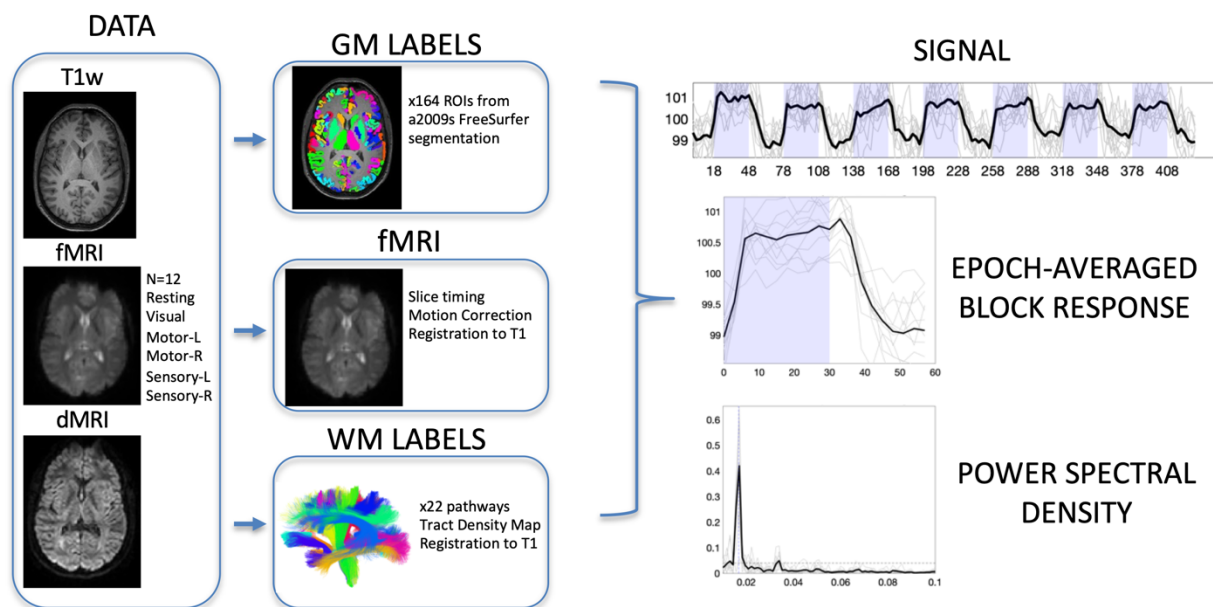 DATA
T1w
fMRI
N=12
Resting
Visual
Motor-L
Motor-R
Sensory-L
Sensory-R
dMRI
GM LABELS
x164 ROIs from
a2009s FreeSurfer
segmentation
fMRI
Slice timing
Motion Correction
Registration to T1
WM LABELS
x22 pathways
Tract Density Map
Registration to T1
SIGNAL
101
100
99
18 48 78 108 138 168 198 228 258 288 318 348 378 408
EPOCH-AVERAGED
BLOCK RESPONSE
101
100.5
100
99.5
99
0 10 20 30 40 50 60
POWER SPECTRAL
DENSITY
0.6
0.5
0.4
0.3
0.2
0.1
0
0.02 0.04 0.06 0.08 0.1